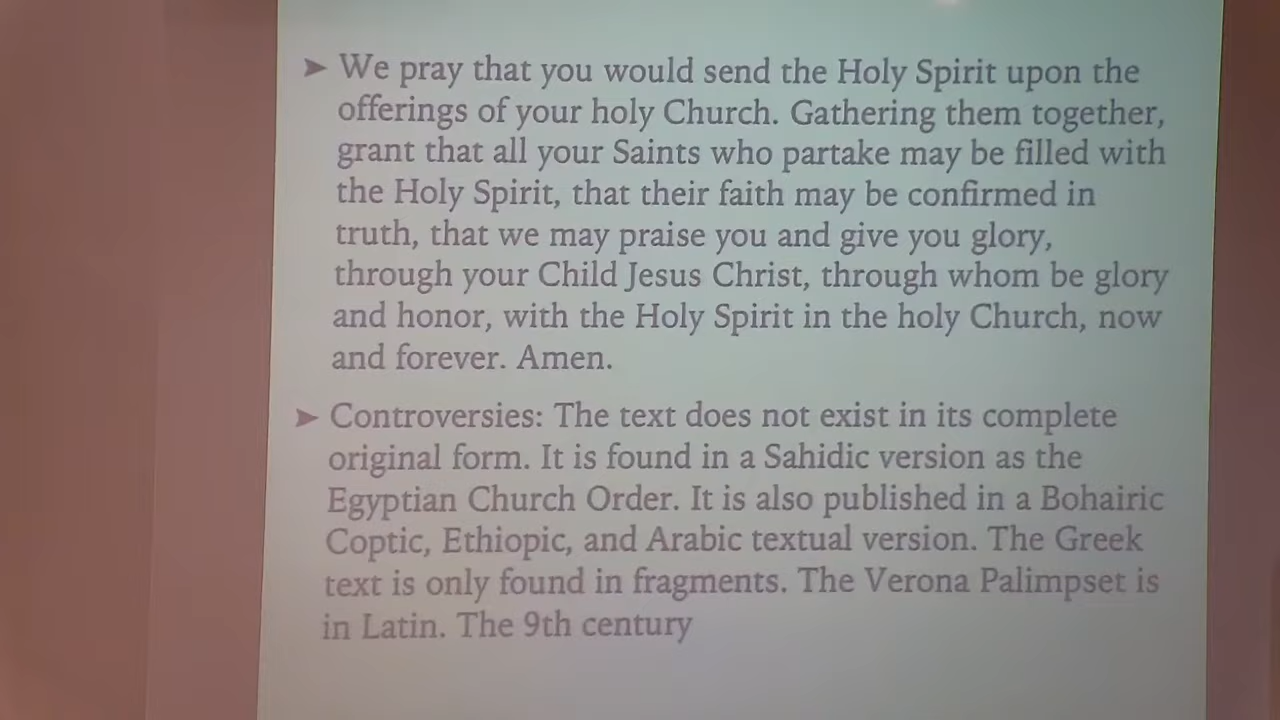 ➤ We pray that you would send the Holy Spirit upon the
offerings of your holy Church. Gathering them together,
grant that all your Saints who partake may be filled with
the Holy Spirit, that their faith may be confirmed in
truth, that we may praise you and give you glory,
through your Child Jesus Christ, through whom be glory
and honor, with the Holy Spirit in the holy Church, now
and forever. Amen.
➤ Controversies: The text does not exist in its complete
original form. It is found in a Sahidic version as the
Egyptian Church Order. It is also published in a Bohairic
Coptic, Ethiopic, and Arabic textual version. The Greek
text is only found in fragments. The Verona Palimpset is
in Latin. The 9th century